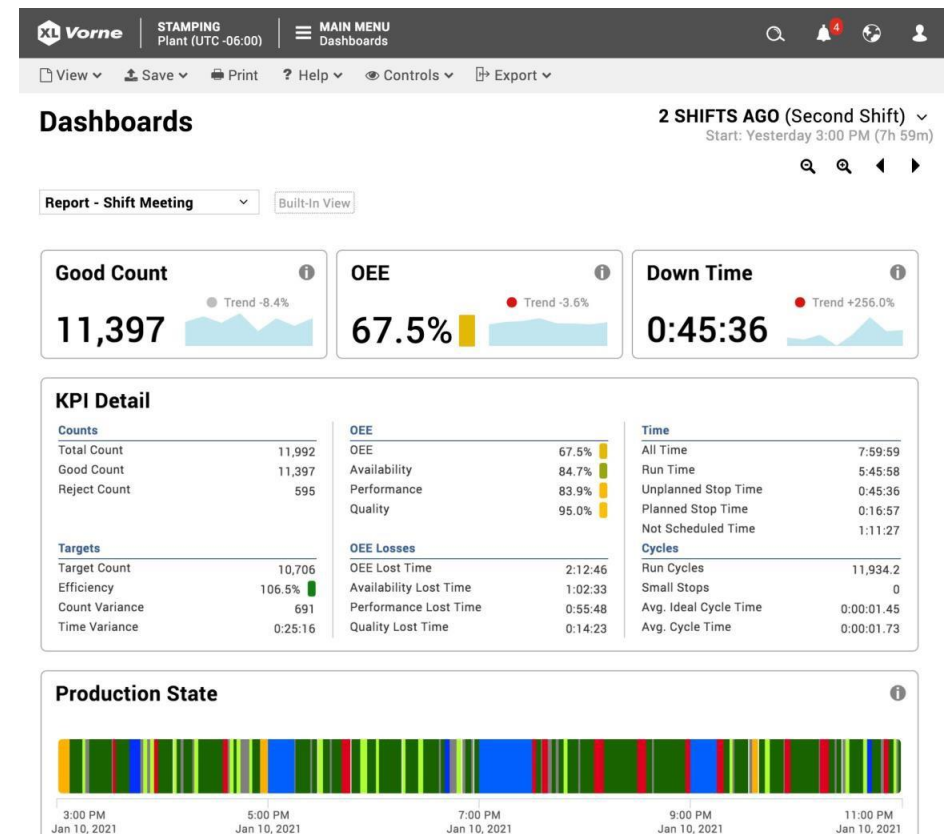 XL Vorne
STAMPING
Plant (UTC -06:00)
MAIN MENU
Dashboards
4
View
Save
Print
? Help
Controls
Export
Dashboards
2 SHIFTS AGO (Second Shift)
Start: Yesterday 3:00 PM (7h 59m)
Report - Shift Meeting
Built-In View
Good Count
Trend -8.4%
11,397
OEE
Trend -3.6%
67.5%
Down Time
Trend +256.0%
0:45:36
KPI Detail
Counts
Total Count 11,992
Good Count 11,397
Reject Count 595
OEE
OEE 67.5%
Availability 84.7%
Performance 83.9%
Quality 95.0%
Time
All Time 7:59:59
Run Time 5:45:58
Unplanned Stop Time 0:45:36
Planned Stop Time 0:16:57
Not Scheduled Time 1:11:27
Targets
Target Count 10,706
Efficiency 106.5%
Count Variance 691
Time Variance 0:25:16
OEE Losses
OEE Lost Time 2:12:46
Availability Lost Time 1:02:33
Performance Lost Time 0:55:48
Quality Lost Time 0:14:23
Cycles
Run Cycles 11,934.2
Small Stops 0
Avg. Ideal Cycle Time 0:00:01.45
Avg. Cycle Time 0:00:01.73
Production State
3:00 PM
Jan 10, 2021
5:00 PM
Jan 10, 2021
7:00 PM
Jan 10, 2021
9:00 PM
Jan 10, 2021
11:00 PM
Jan 10, 2021